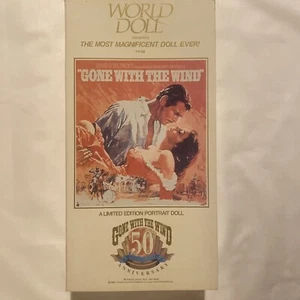 WORLD
DOLL
THE MOST MAGNIFICENT DOLL EVER!
"GONE WITH THE WIND"
A LIMITED EDITION PORTRAIT DOLL
GONE WITH THE WIND
50
ANNIVERSARY